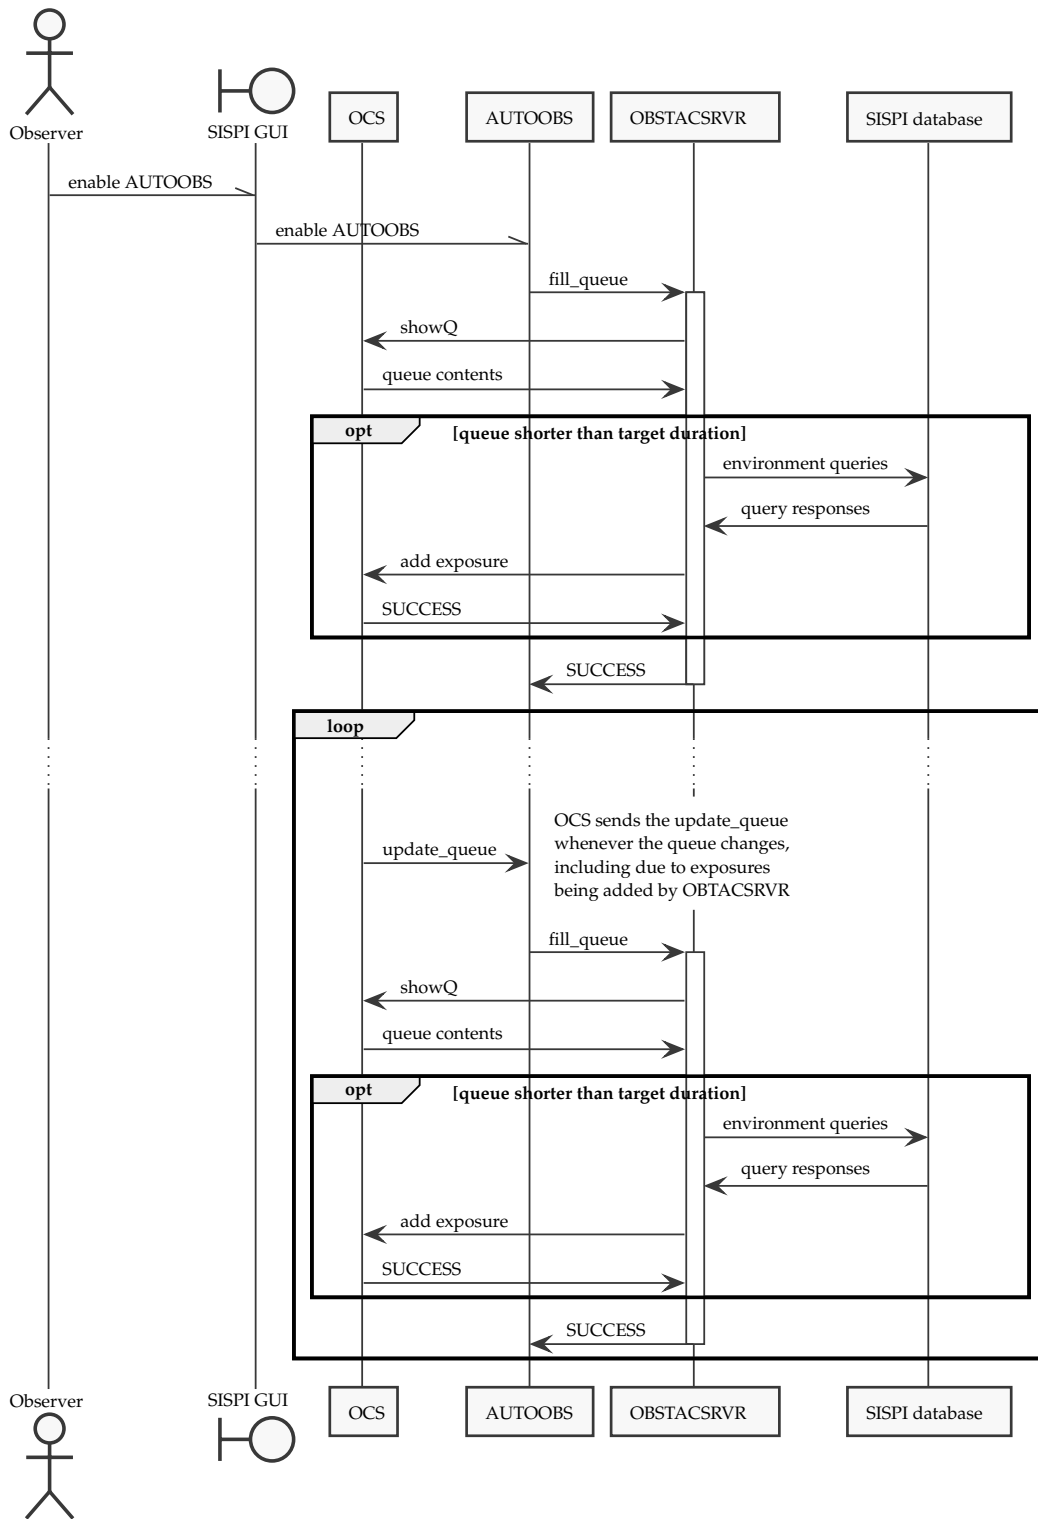 Observer
SISPI GUI
OCS
AUTOOBS
OBSTACSRVR
SISPI database
enable AUTOOBS
enable AUTOOBS
fill_queue
showQ
queue contents
opt
[queue shorter than target duration]
environment queries
query responses
add exposure
SUCCESS
SUCCESS
loop
OCS sends the update_queue
whenever the queue changes,
including due to exposures
being added by OBTACSRVR
update_queue
fill_queue
showQ
queue contents
opt
[queue shorter than target duration]
environment queries
query responses
add exposure
SUCCESS
SUCCESS
Observer
SISPI GUI
OCS
AUTOOBS
OBSTACSRVR
SISPI database